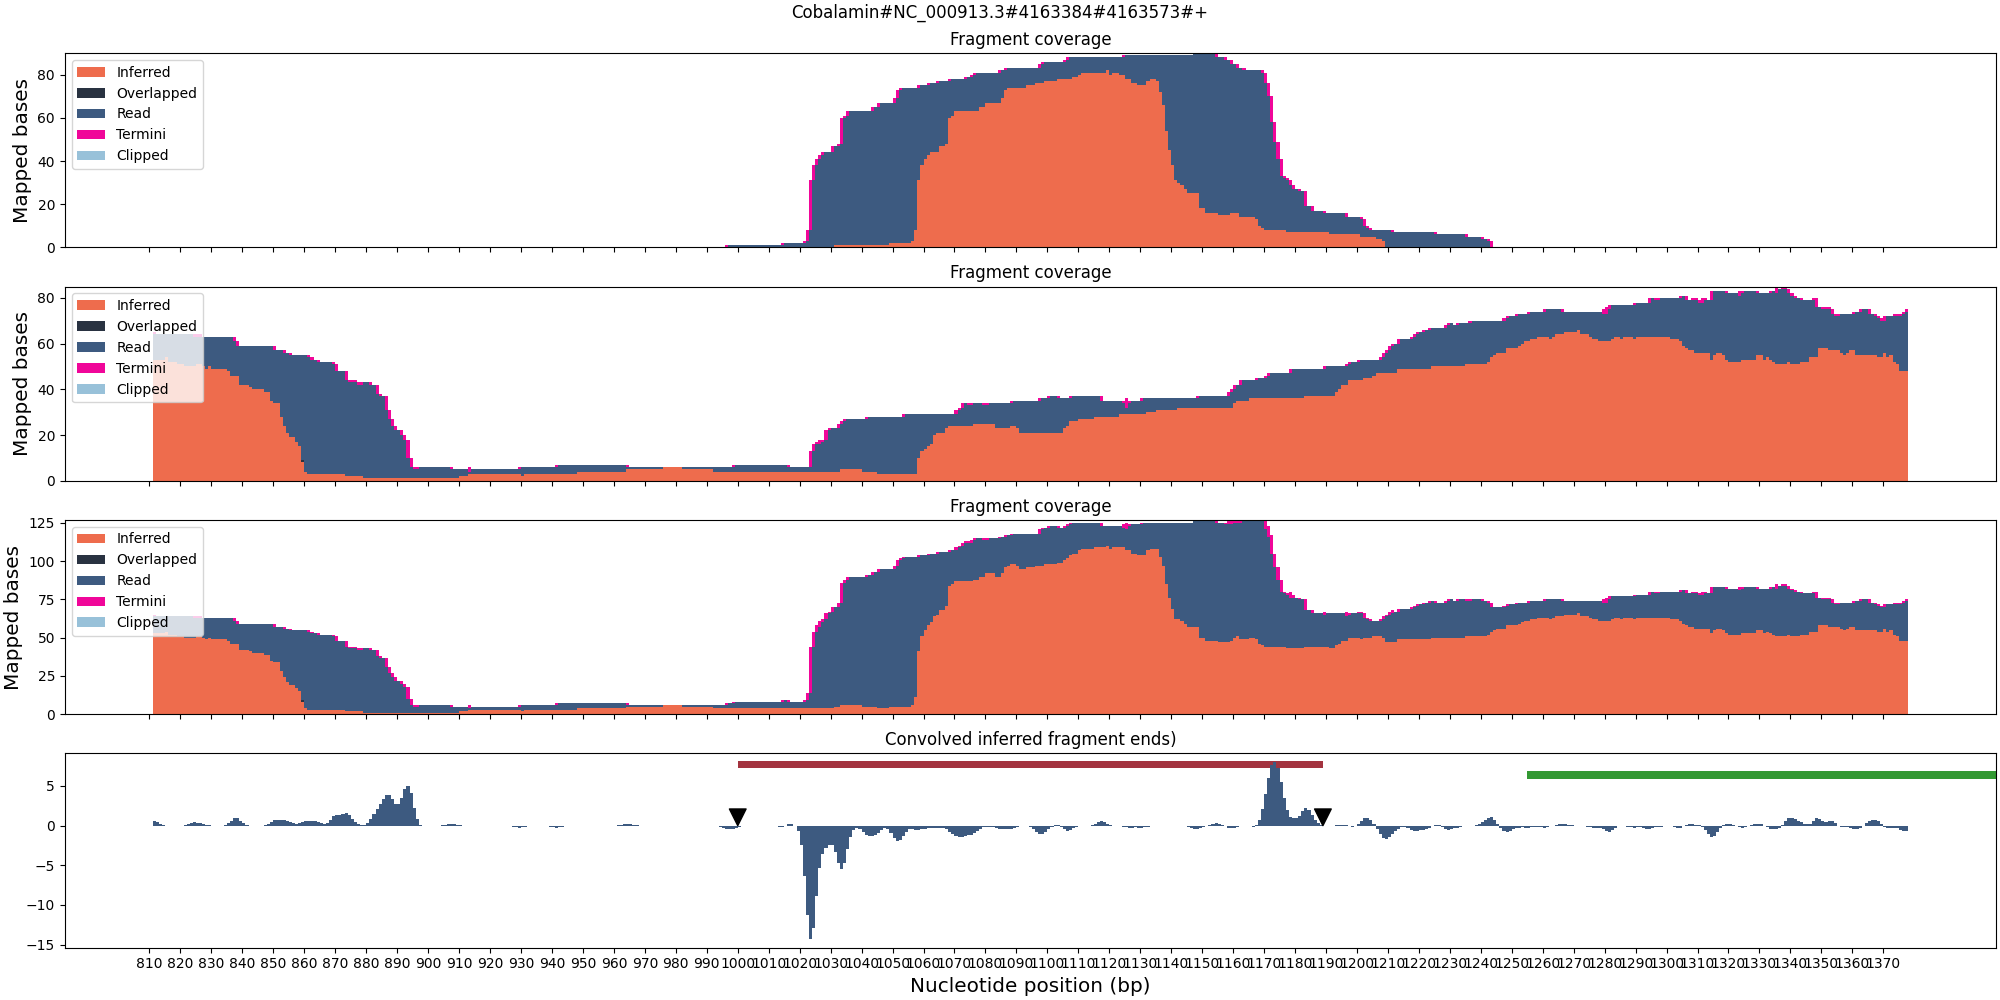 Cobalamin#NC_000913.3#4163384#4163573#+
Fragment coverage
Mapped bases
80
60
40
20
0
Inferred
Overlapped
Read
Termini
Clipped
Fragment coverage
Mapped bases
80
60
40
20
0
Inferred
Overlapped
Read
Termini
Clipped
Fragment coverage
Mapped bases
125
100
75
50
25
0
Inferred
Overlapped
Read
Termini
Clipped
Convolved inferred fragment ends)
5
0
−5
−10
−15
810 820 830 840 850 860 870 880 890 900 910 920 930 940 950 960 970 980 990 1000 1010 1020 1030 1040 1050 1060 1070 1080 1090 1100 1110 1120 1130 1140 1150 1160 1170 1180 1190 1200 1210 1220 1230 1240 1250 1260 1270 1280 1290 1300 1310 1320 1330 1340 1350 1360 1370
Nucleotide position (bp)